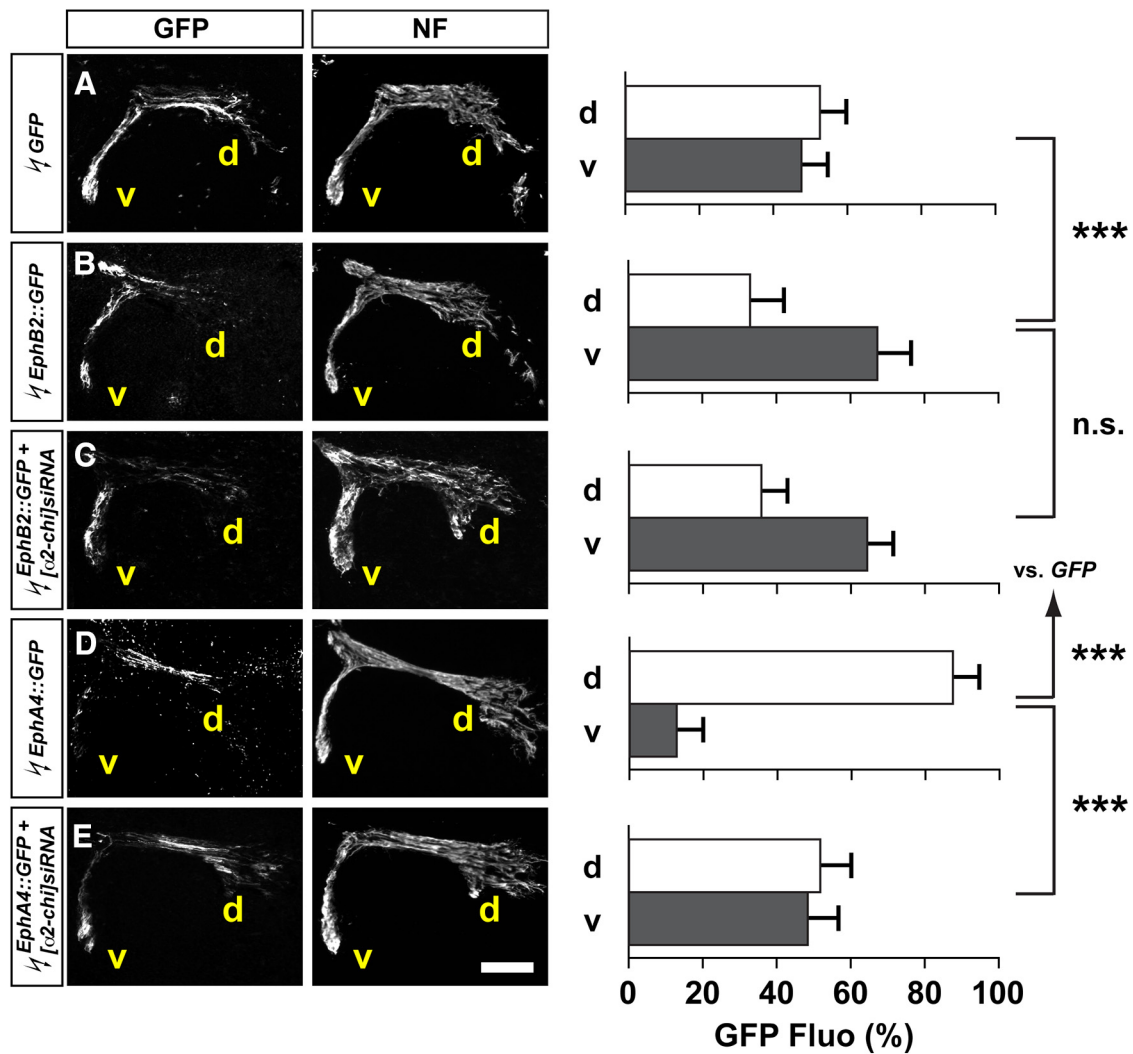 GFP NF
ϟ GFP
A
d
v
d
v
d
v
***
ϟ EphB2::GFP
B
d
v
d
v
d
v
n.s.
ϟ EphB2::GFP +
[α2-chi]siRNA
C
d
v
d
v
d
v
vs. GFP
***
ϟ EphA4::GFP
D
d
v
d
v
d
v
***
ϟ EphA4::GFP +
[α2-chi]siRNA
E
d
v
d
v
d
v
0 20 40 60 80 100
GFP Fluo (%)